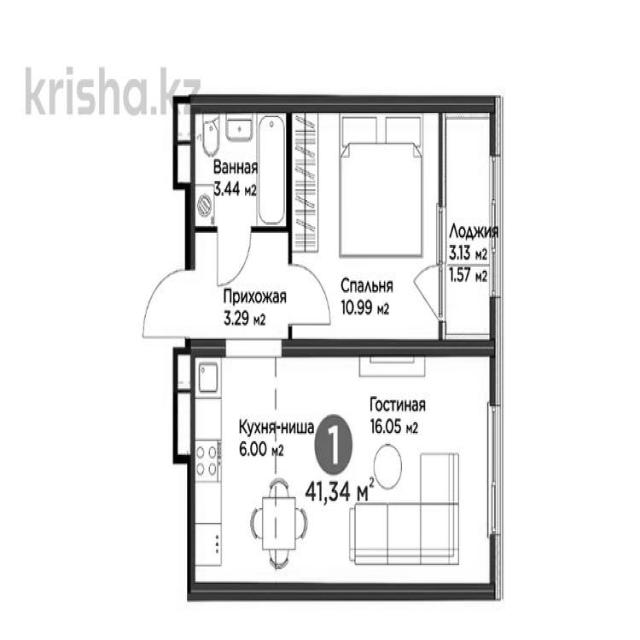 krisha.kz
Ванная
3.44 м2
Лоджия
3.13 м2
1.57 м2
Спальня
10.99 м2
Прихожая
3.29 м2
Кухня-ниша
6.00 м2
Гостиная
16.05 м2
1
41,34 м2